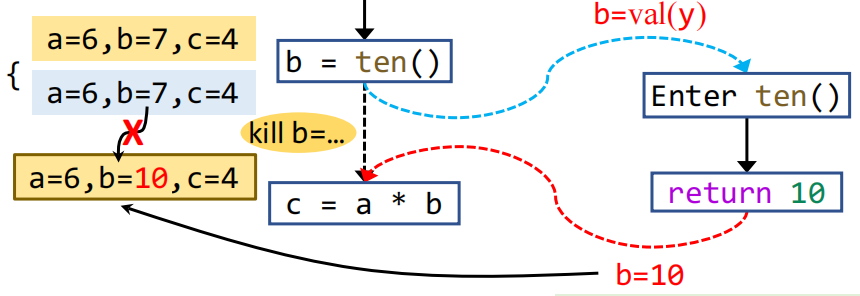 b=val(y)
a=6,b=7,c=4
{
a=6,b=7,c=4
X
b = ten()
Enter ten()
kill b=…
a=6,b=10,c=4
c = a * b
return 10
b=10